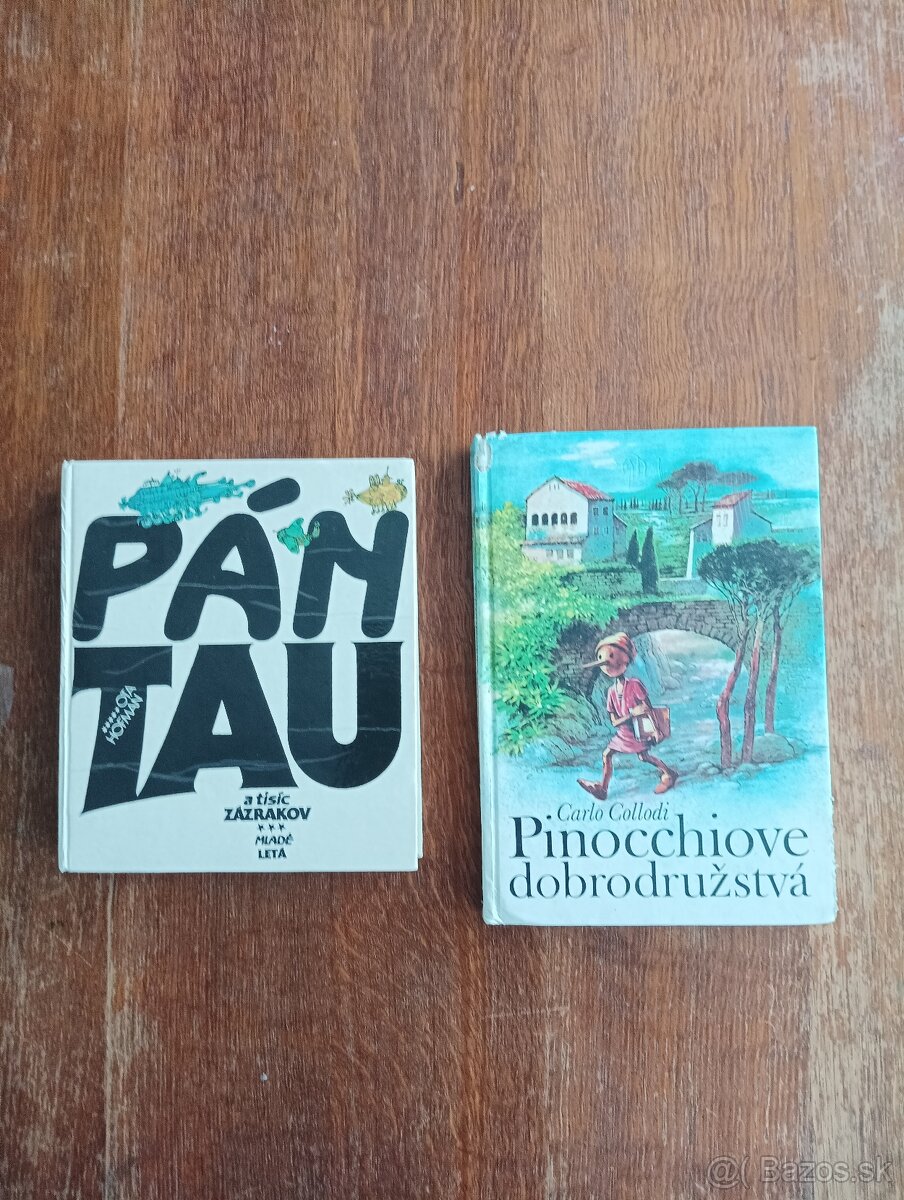 PÁN
TAU
OTA
HOFMAN
a tisíc
ZÁZRAKOV
MLADÉ
LETÁ
Carlo Collodi
Pinocchiove
dobrodružstvá
@( Bazos.sk